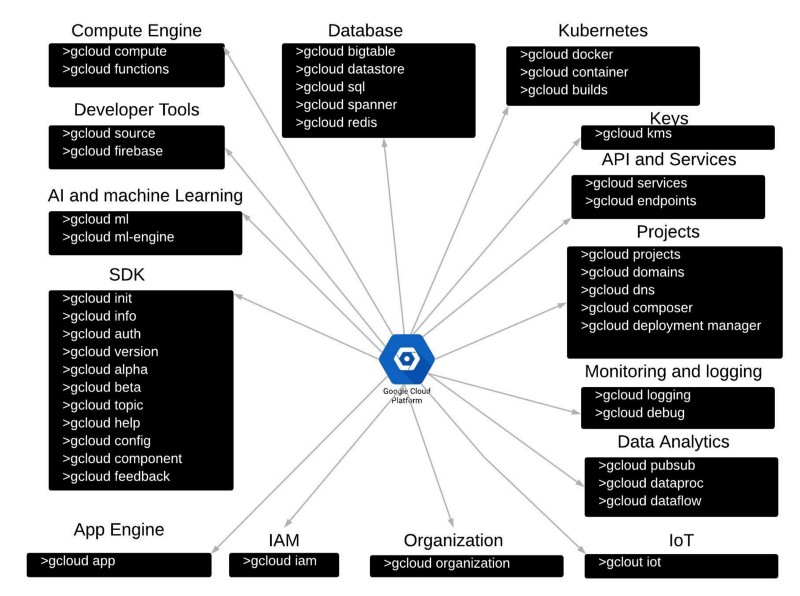 Compute Engine
>gcloud compute
>gcloud functions
Database
>gcloud bigtable
>gcloud datastore
>gcloud sql
>gcloud spanner
>gcloud redis
Kubernetes
>gcloud docker
>gcloud container
>gcloud builds
Developer Tools
>gcloud source
>gcloud firebase
Keys
>gcloud kms
API and Services
>gcloud services
>gcloud endpoints
AI and machine Learning
>gcloud ml
>gcloud ml-engine
Projects
>gcloud projects
>gcloud domains
>gcloud dns
>gcloud composer
>gcloud deployment manager
SDK
>gcloud init
>gcloud info
>gcloud auth
>gcloud version
>gcloud alpha
>gcloud beta
>gcloud topic
>gcloud help
>gcloud config
>gcloud component
>gcloud feedback
Google Cloud
Platform
Monitoring and logging
>gcloud logging
>gcloud debug
Data Analytics
>gcloud pubsub
>gcloud dataproc
>gcloud dataflow
App Engine
>gcloud app
IAM
>gcloud iam
Organization
>gcloud organization
IoT
>gclout iot